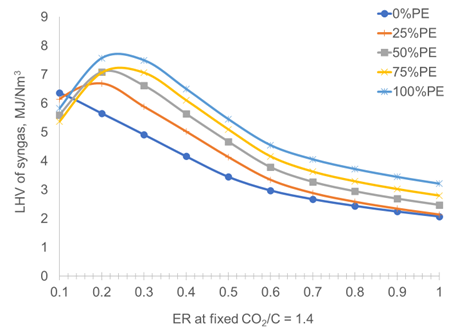 9
8
7
6
5
4
3
2
1
0
LHV of syngas, MJ/Nm³
0.1 0.2 0.3 0.4 0.5 0.6 0.7 0.8 0.9 1
ER at fixed CO₂/C = 1.4
0%PE
25%PE
50%PE
75%PE
100%PE